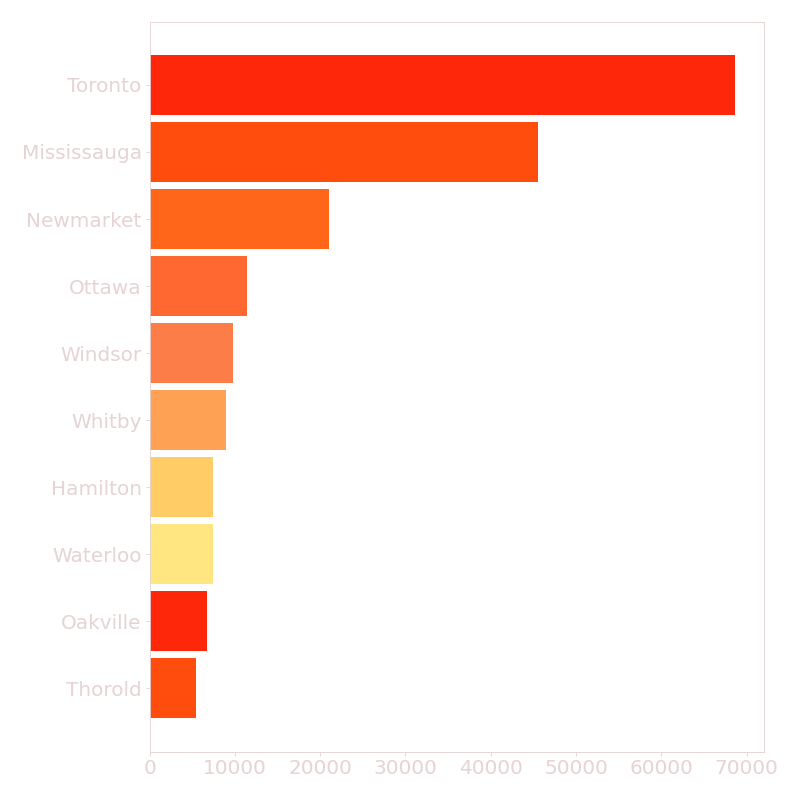 Toronto
Mississauga
Newmarket
Ottawa
Windsor
Whitby
Hamilton
Waterloo
Oakville
Thorold
0 10000 20000 30000 40000 50000 60000 70000